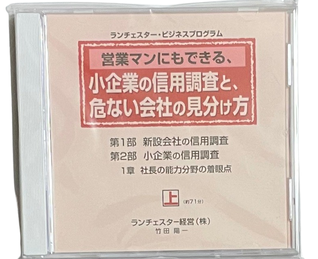 ランチェスター・ビジネスプログラム
営業マンにもできる、
小企業の信用調査と、
危ない会社の見分け方
第1部 新設会社の信用調査
第2部 小企業の信用調査
1章 社長の能力分野の着眼点
上 (約71分)
ランチェスター経営(株)
竹田 陽一